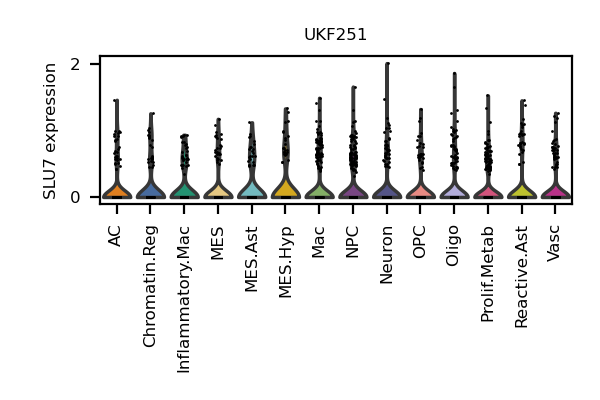 UKF251
SLU7 expression
2
0
AC
Chromatin.Reg
Inflammatory.Mac
MES
MES.Ast
MES.Hyp
Mac
NPC
Neuron
OPC
Oligo
Prolif.Metab
Reactive.Ast
Vasc